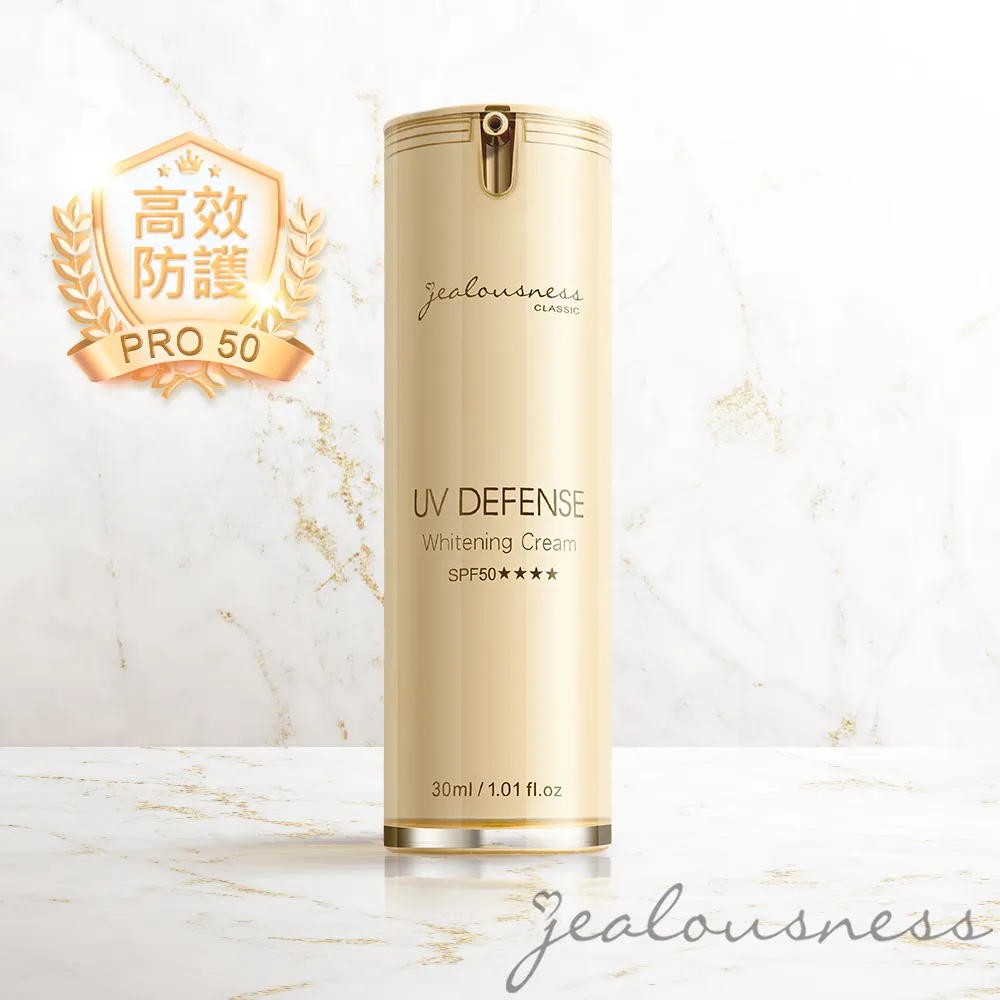 高效
防護
PRO 50
jealousness
CLASSIC
UV DEFENSE
Whitening Cream
SPF50★★★★
30ml / 1.01 fl.oz
jealousness